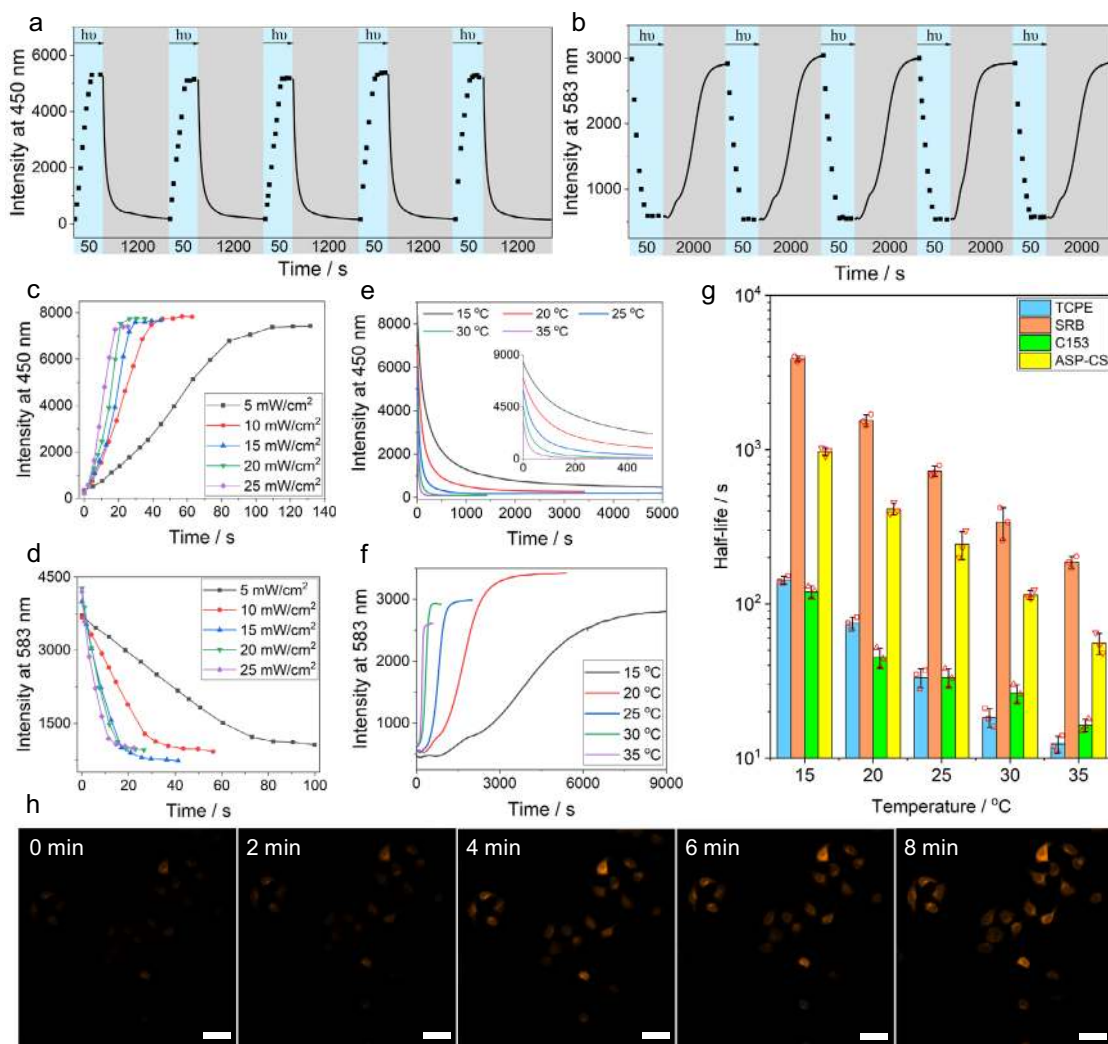 a
hυ hυ hυ hυ hυ
6000
4000
2000
0
Intensity at 450 nm
50 1200 50 1200 50 1200 50 1200 50 1200
Time / s
b
hυ hυ hυ hυ hυ
3000
2000
1000
Intensity at 583 nm
50 2000 50 2000 50 2000 50 2000 50 2000
Time / s
c
8000
6000
4000
2000
0
Intensity at 450 nm
5 mW/cm²
10 mW/cm²
15 mW/cm²
20 mW/cm²
25 mW/cm²
0 20 40 60 80 100 120 140
Time / s
e
8000
6000
4000
2000
0
Intensity at 450 nm
15 °C 20 °C 25 °C
30 °C 35 °C
9000
4500
0
0 200 400
0 1000 2000 3000 4000 5000
Time / s
g
10⁴
10³
10²
10¹
Half-life / s
TCPE
SRB
C153
ASP-CS
15 20 25 30 35
Temperature / °C
d
4500
3000
1500
0
Intensity at 583 nm
5 mW/cm²
10 mW/cm²
15 mW/cm²
20 mW/cm²
25 mW/cm²
0 20 40 60 80 100
Time / s
f
3000
2000
1000
Intensity at 583 nm
15 °C
20 °C
25 °C
30 °C
35 °C
0 3000 6000 9000
Time / s
h
0 min 2 min 4 min 6 min 8 min